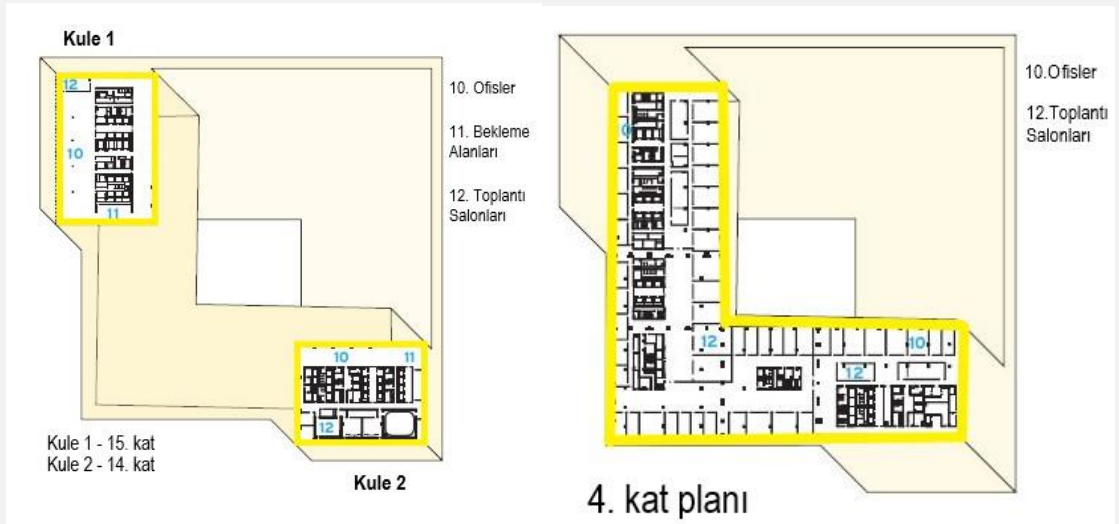 Kule 1
12
10
11
10. Ofisler
11. Bekleme
Alanları
12. Toplantı
Salonları
10
11
12
Kule 1 - 15. kat
Kule 2 - 14. kat
Kule 2
0
12
10
12
10.Ofisler
12.Toplantı
Salonları
4. kat planı